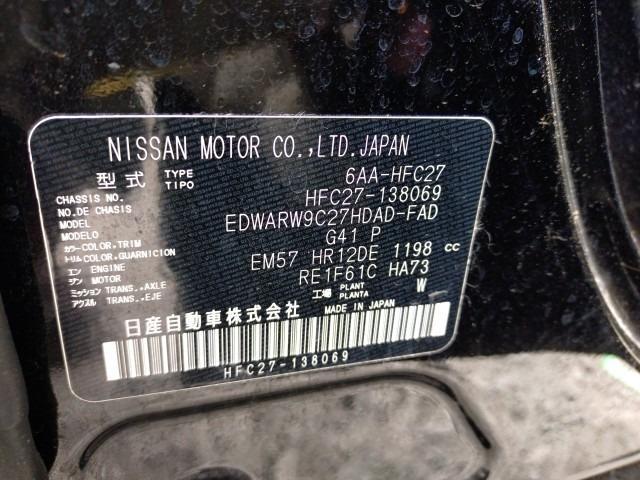 NISSAN MOTOR CO.,LTD.JAPAN
型式 TYPE TIPO 6AA-HFC27
CHASSIS NO. NO.DE CHASIS HFC27-138069
MODEL MODELO EDWARW9C27HDAD-FAD
カラー COLOR,TRIM トリム COLOR,GUARNICION G41 P
エンジン ENGINE MOTOR EM57 HR12DE 1198 cc
ミッション TRANS.,AXLE アクスル TRANS.,EJE RE1F61C HA73
工場 PLANT PLANTA W
日産自動車株式会社 MADE IN JAPAN
HFC27-138069